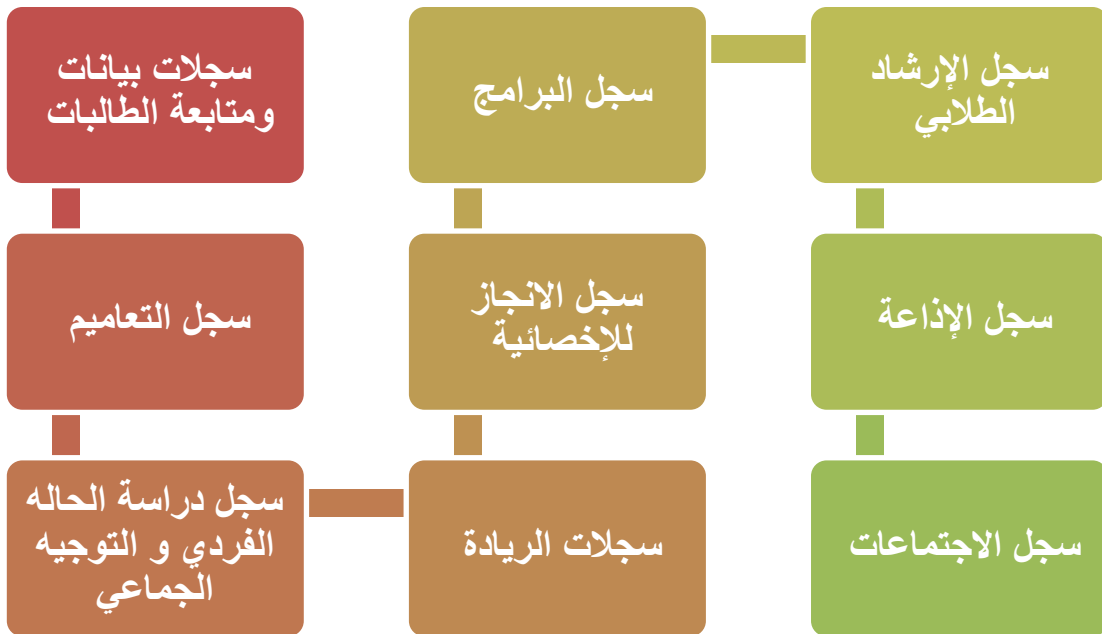 سجلات بيانات
ومتابعة الطالبات
سجل التعاميم
سجل دراسة الحاله
الفردي و التوجيه
الجماعي
سجلات الريادة
سجل الانجاز
للإخصائية
سجل البرامج
سجل الإرشاد
الطلابي
سجل الإذاعة
سجل الاجتماعات